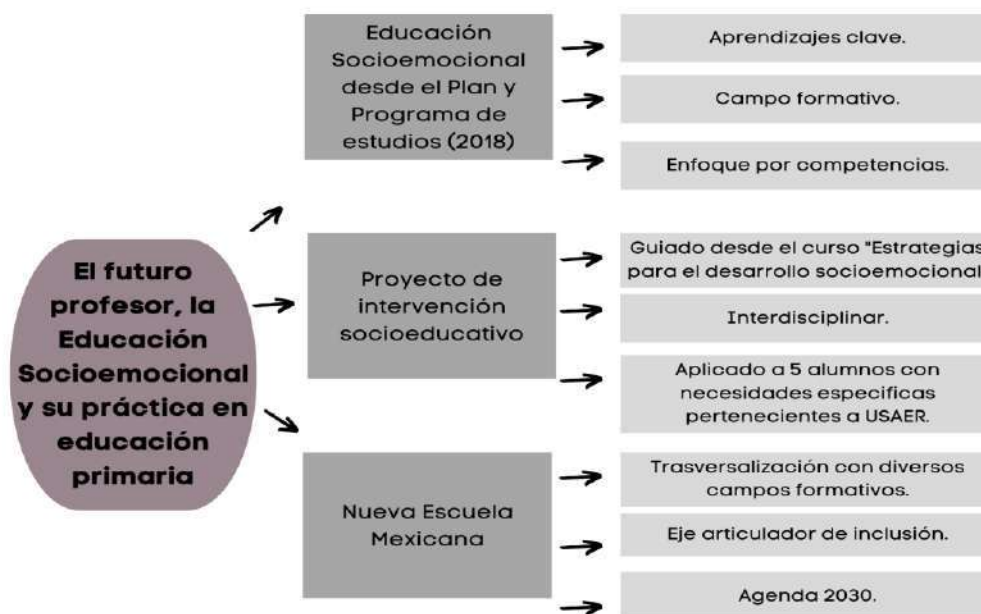 El futuro
profesor, la
Educación
Socioemocional
y su práctica en
educación
primaria
Educación
Socioemocional
desde el Plan y
Programa de
estudios (2018)
Aprendizajes clave.
Campo formativo.
Enfoque por competencias.
Proyecto de
intervención
socioeducativo
Guiado desde el curso "Estrategias
para el desarrollo socioemocional
Interdisciplinar.
Aplicado a 5 alumnos con
necesidades especificas
pertenecientes a USAER.
Nueva Escuela
Mexicana
Trasversalización con diversos
campos formativos.
Eje articulador de inclusión.
Agenda 2030.